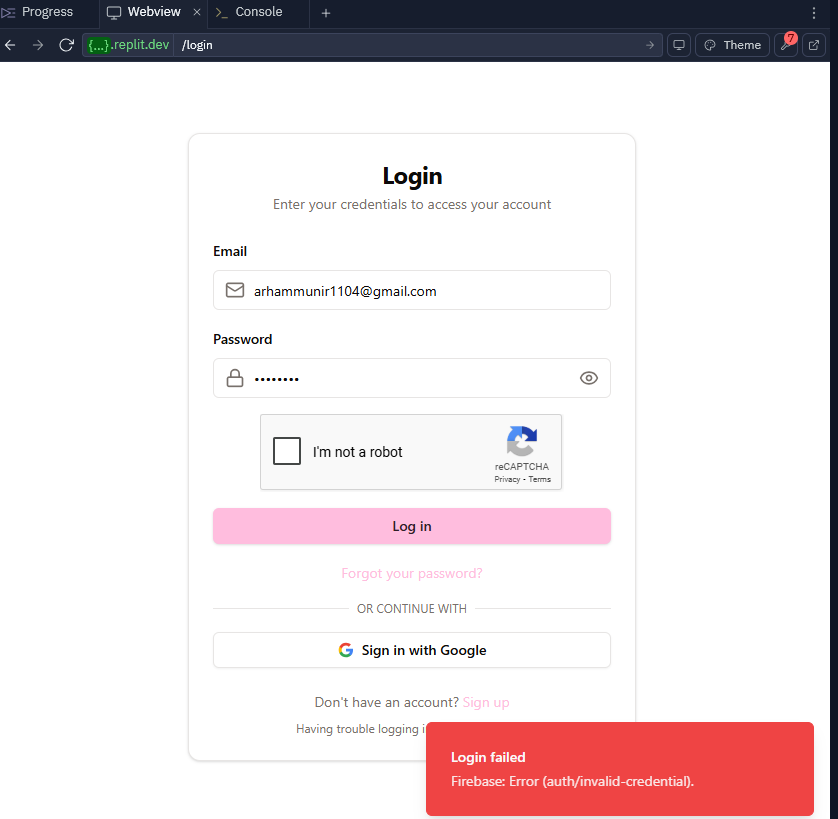 Progress
Webview
Console
{...}.replit.dev /login
Theme
7
Login
Enter your credentials to access your account
Email
arhammunir1104@gmail.com
Password
I'm not a robot
reCAPTCHA
Privacy - Terms
Log in
Forgot your password?
OR CONTINUE WITH
Sign in with Google
Don't have an account? Sign up
Having trouble logging
Login failed
Firebase: Error (auth/invalid-credential).